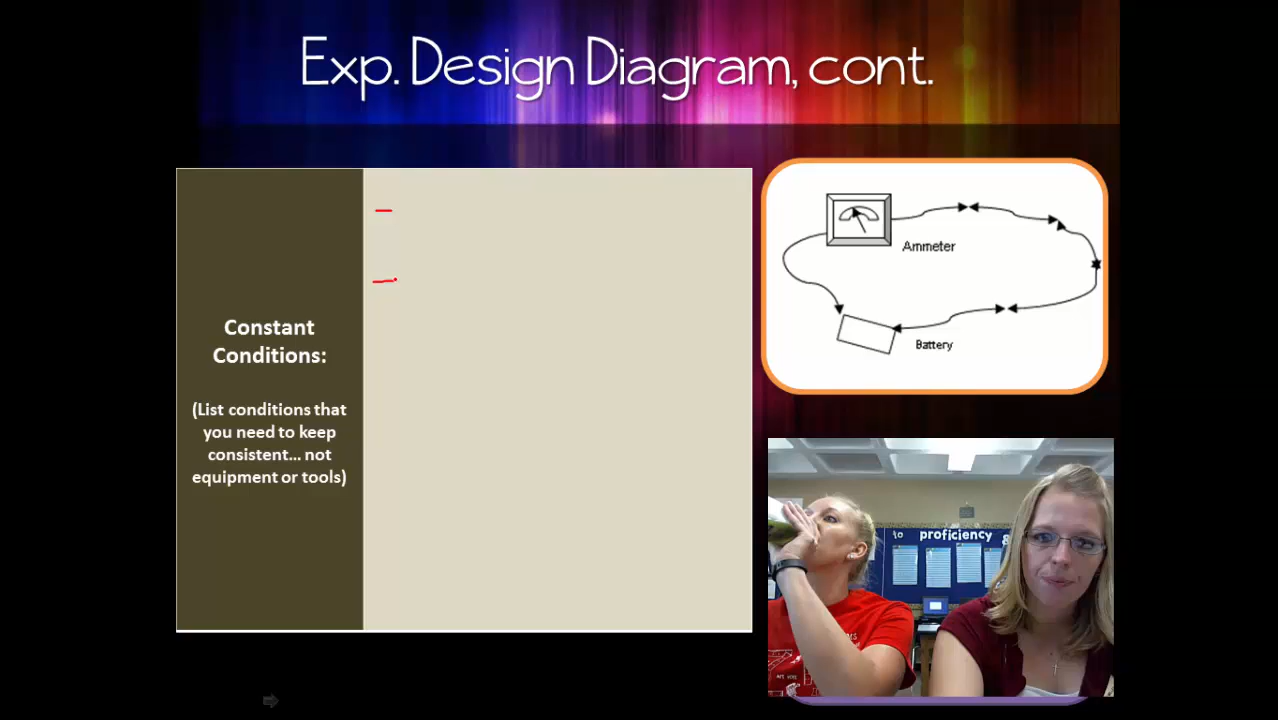 Exp. Design Diagram, cont.
Constant
Conditions:
(List conditions that
you need to keep
consistent... not
equipment or tools)
Ammeter
Battery
to proficiency &